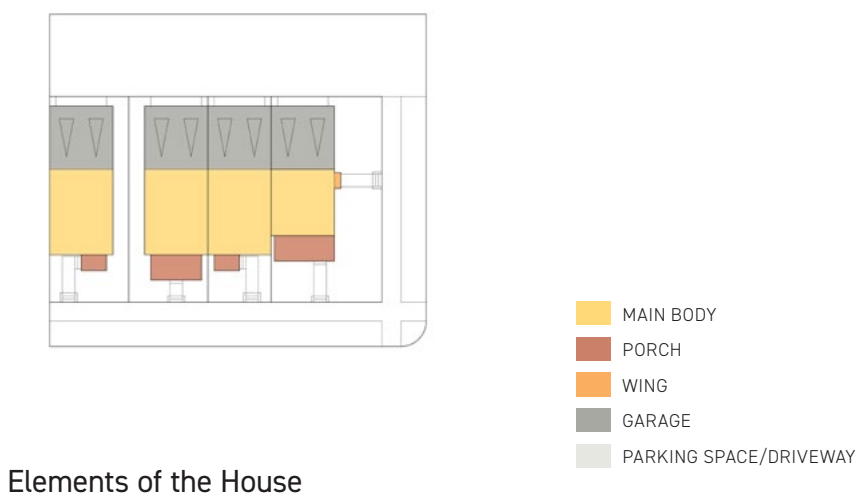 MAIN BODY
PORCH
WING
GARAGE
PARKING SPACE/DRIVEWAY
Elements of the House